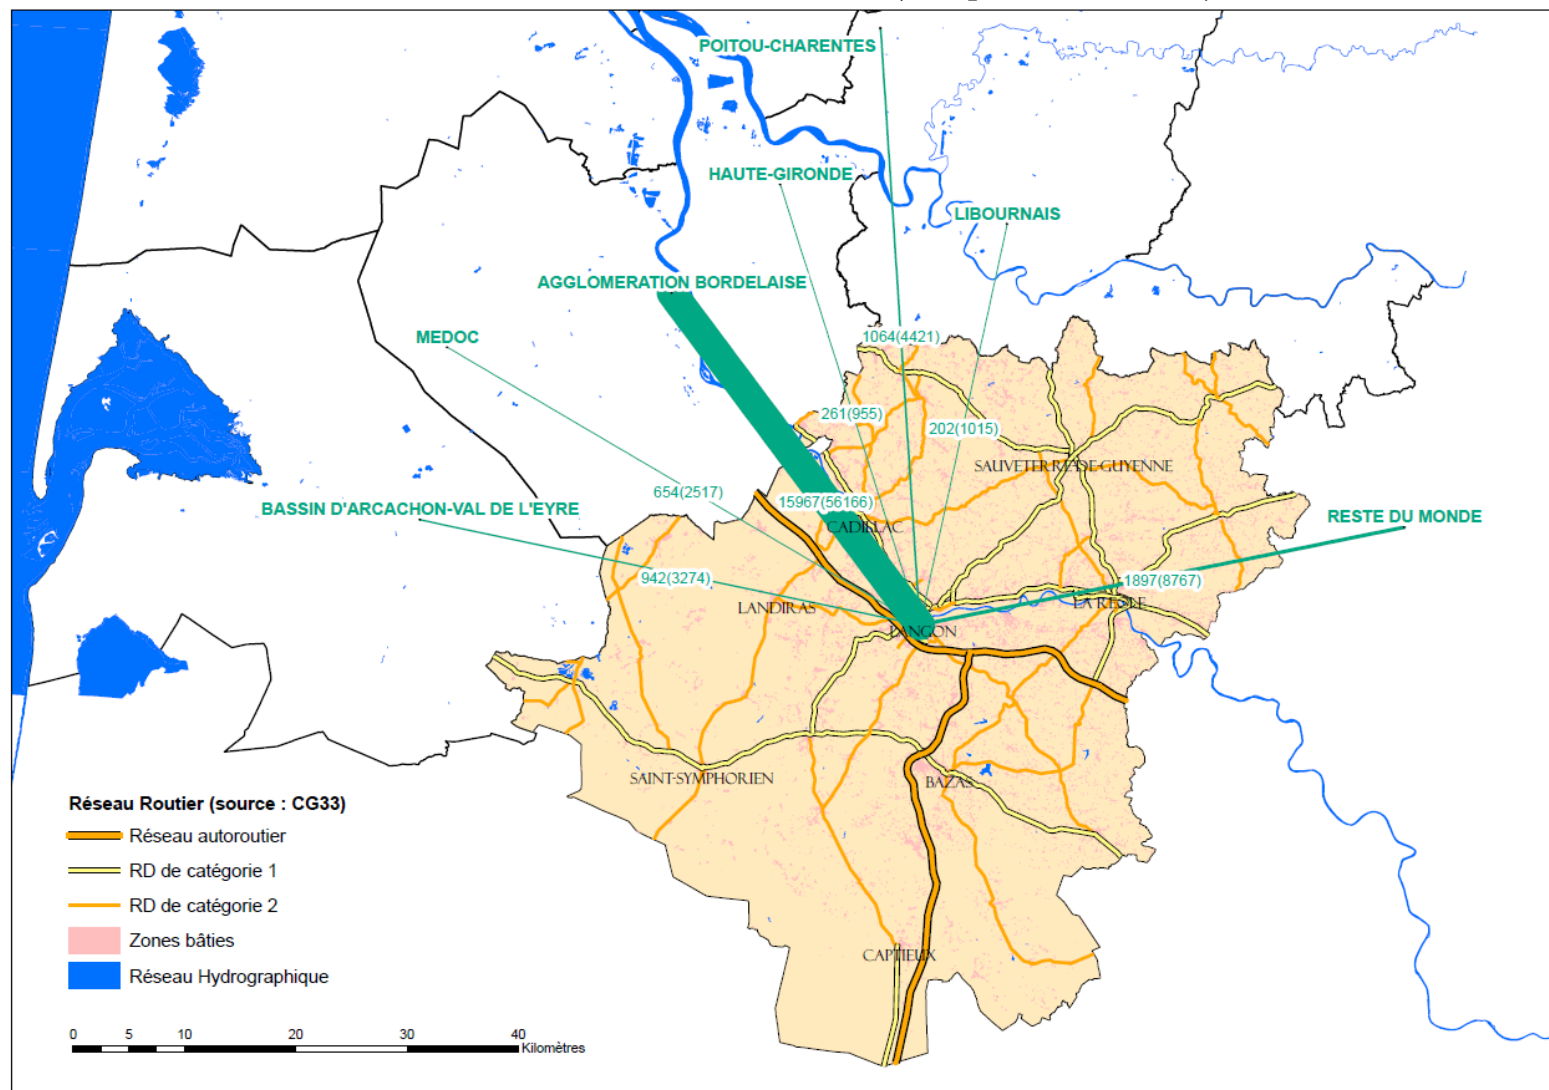 POITOU-CHARENTES
HAUTE-GIRONDE
LIBOURNAIS
AGGLOMERATION BORDELAISE
MEDOC
1064(4421)
261(955)
202(1015)
SAUVETERRE-DE-GUYENNE
654(2517)
15967(56166)
BASSIN D'ARCACHON-VAL DE L'EYRE
RESTE DU MONDE
CADILLAC
942(3274)
1897(8767)
LANDIRAS
LA REOLE
LANGON
SAINT-SYMPHORIEN
BAZAS
CAPTIEUX
Réseau Routier (source : CG33)
Réseau autoroutier
RD de catégorie 1
RD de catégorie 2
Zones bâties
Réseau Hydrographique
0 5 10 20 30 40
Kilomètres